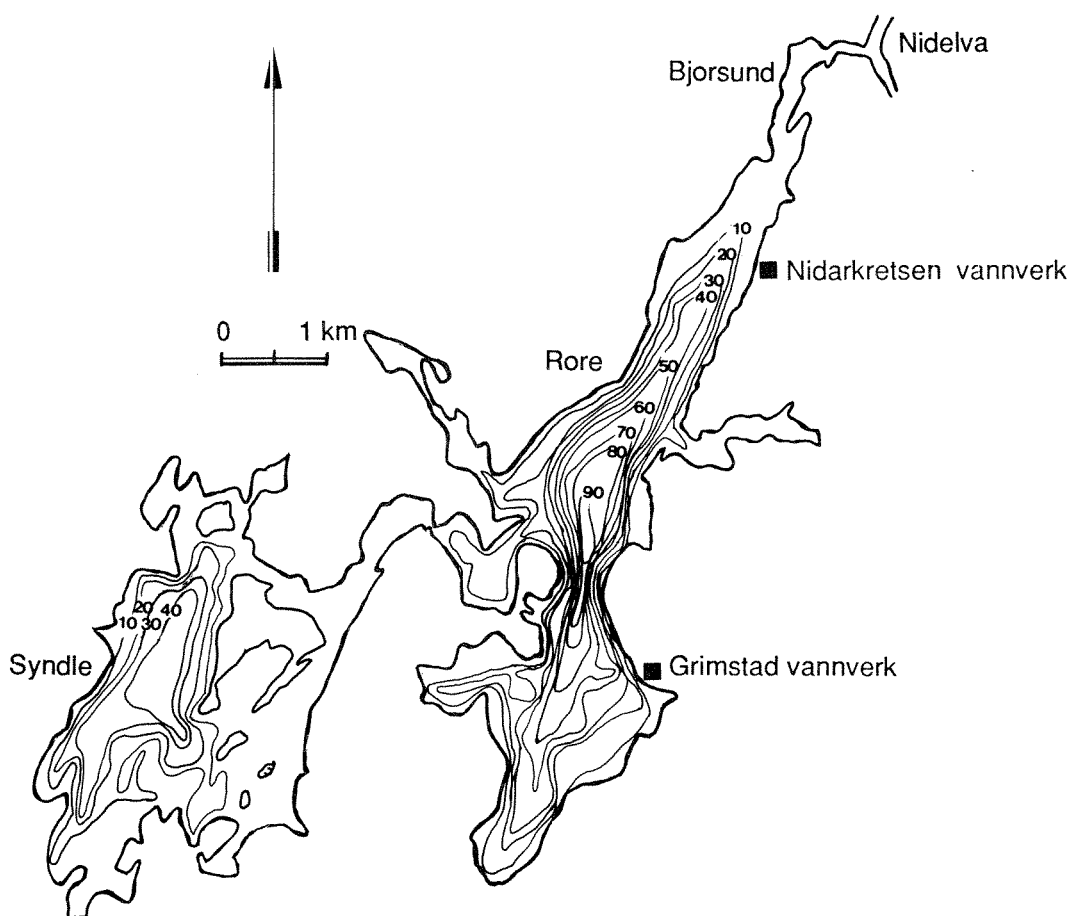 Nidelva
Bjorsund
10
20
Nidarkretsen vannverk
30
40
0 1 km
Rore
50
60
70
80
90
20 40
10 30
Syndle
Grimstad vannverk